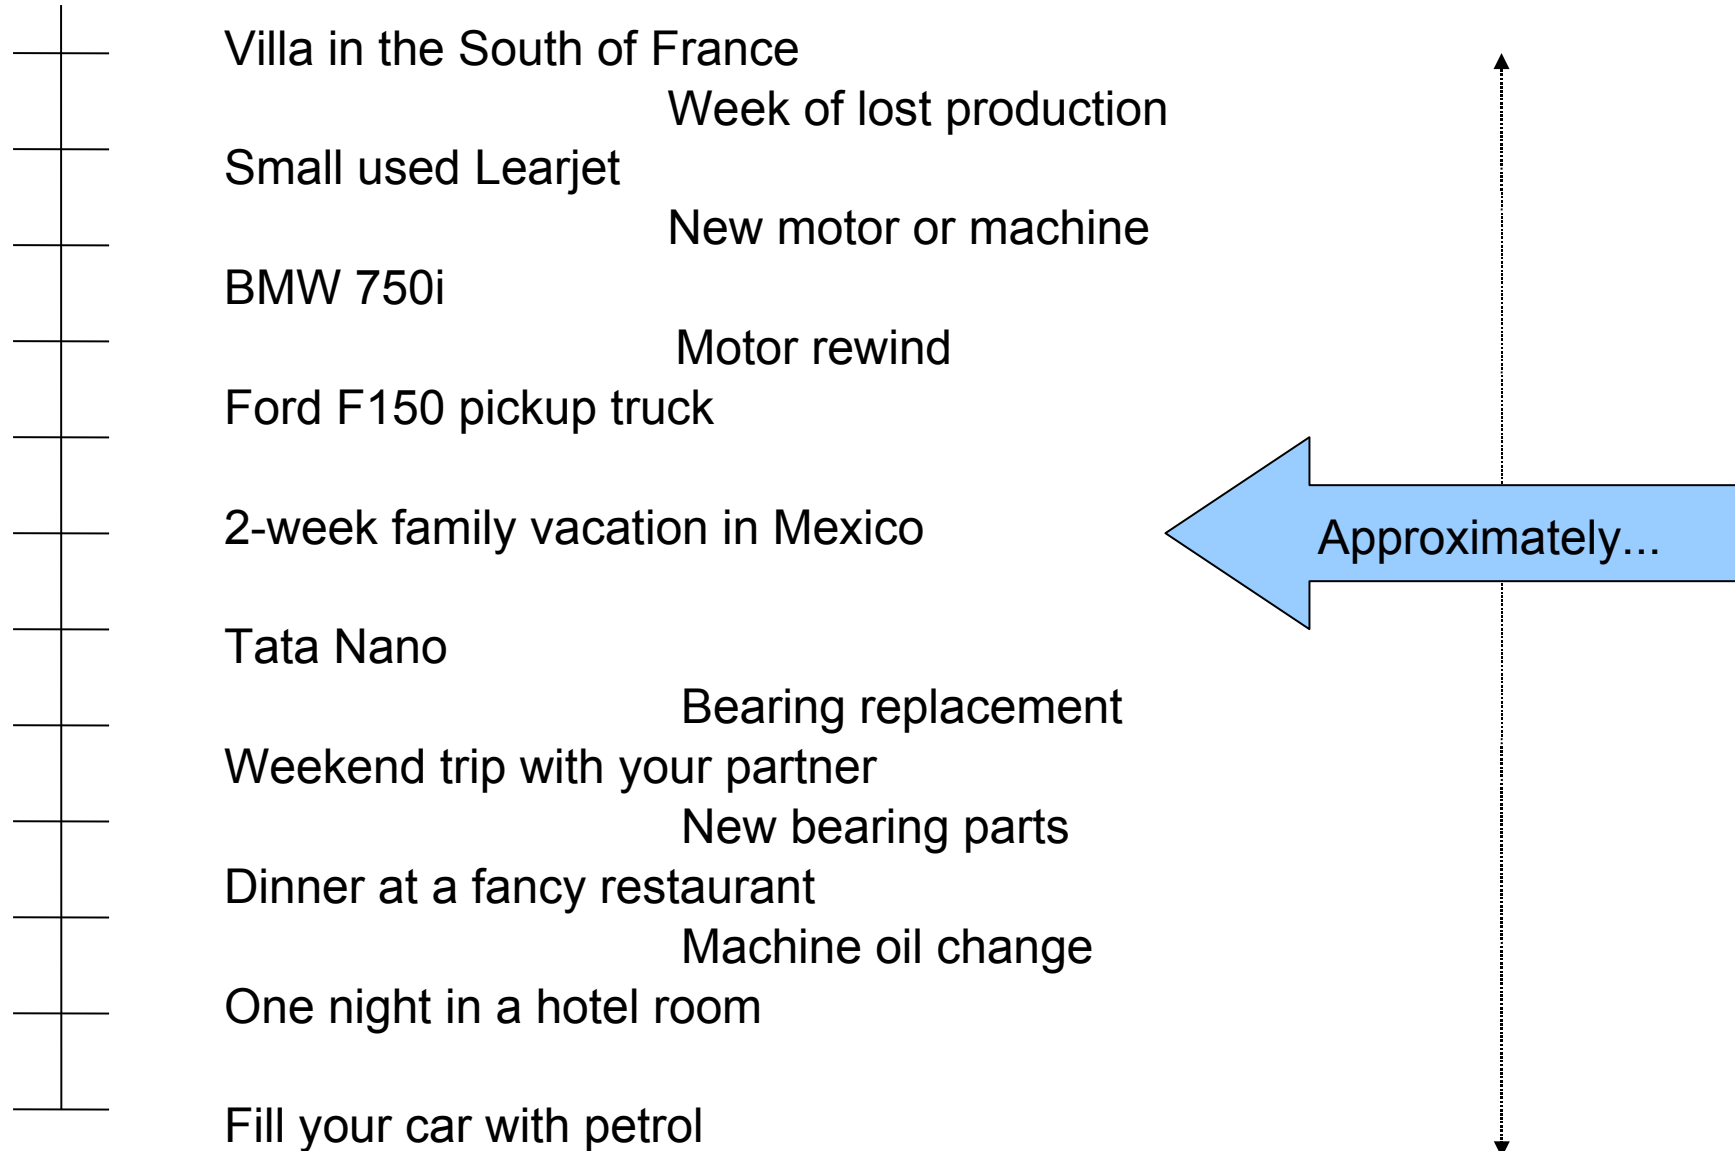 Villa in the South of France
Week of lost production
Small used Learjet
New motor or machine
BMW 750i
Motor rewind
Ford F150 pickup truck
2-week family vacation in Mexico
Approximately...
Tata Nano
Bearing replacement
Weekend trip with your partner
New bearing parts
Dinner at a fancy restaurant
Machine oil change
One night in a hotel room
Fill your car with petrol